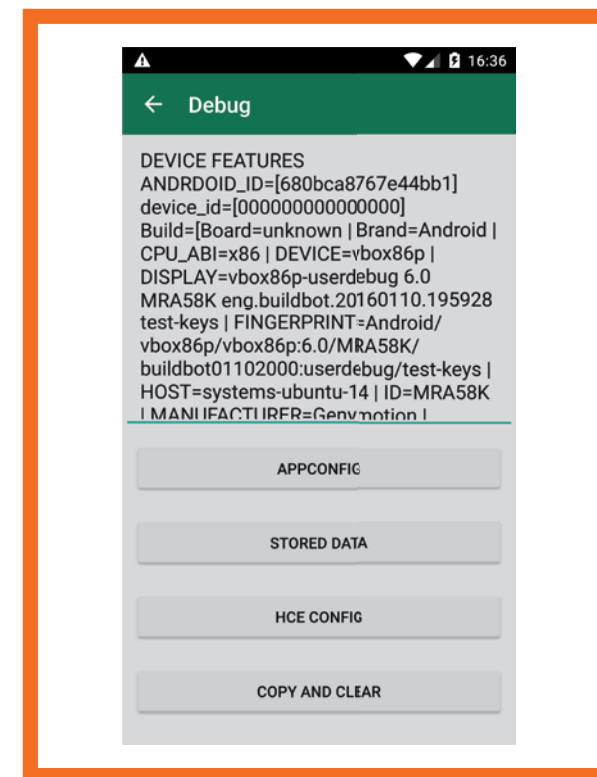 16:36
Debug
DEVICE FEATURES
ANDRDOID_ID=[680bca8767e44bb1]
device_id=[000000000000000]
Build=[Board=unknown | Brand=Android |
CPU_ABI=x86 | DEVICE=vbox86p |
DISPLAY=vbox86p-userdebug 6.0
MRA58K eng.buildbot.20160110.195928
test-keys | FINGERPRINT=Android/
vbox86p/vbox86p:6.0/MRA58K/
buildbot01102000:userdebug/test-keys |
HOST=systems-ubuntu-14 | ID=MRA58K
| MANUFACTURER=Genymotion |
APPCONFIG
STORED DATA
HCE CONFIG
COPY AND CLEAR